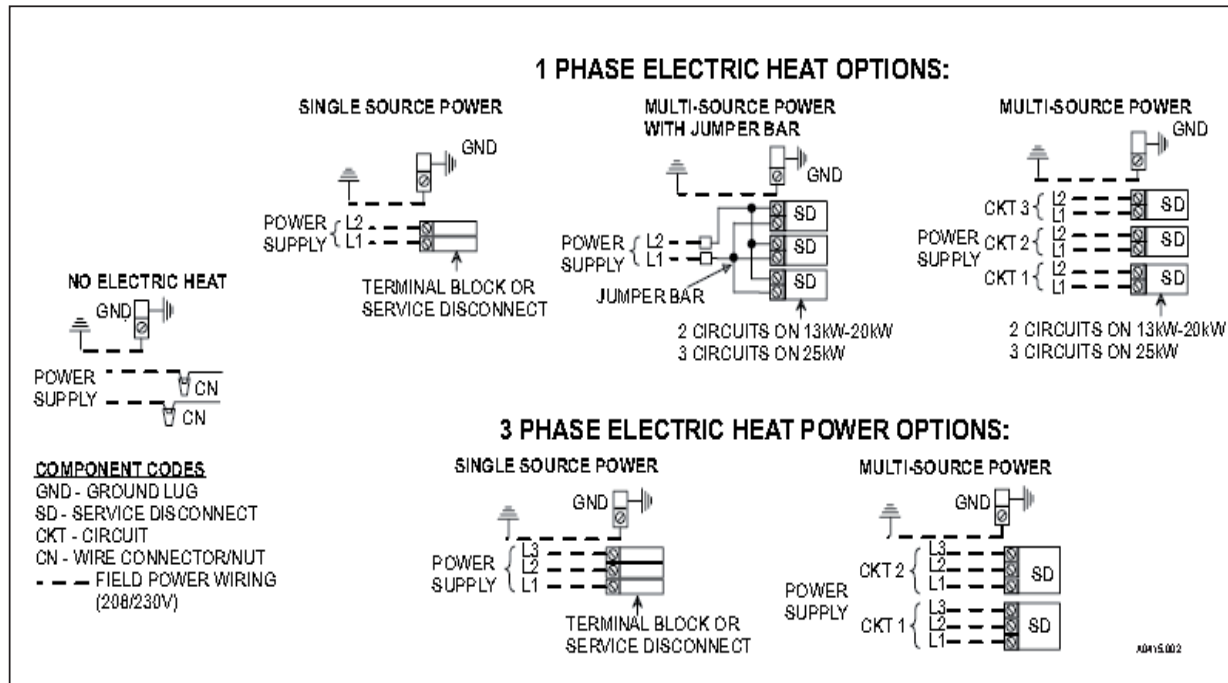 1 PHASE ELECTRIC HEAT OPTIONS:
SINGLE SOURCE POWER
GND
POWER
SUPPLY
L2
L1
TERMINAL BLOCK OR
SERVICE DISCONNECT
MULTI-SOURCE POWER
WITH JUMPER BAR
GND
SD
SD
SD
POWER
SUPPLY
L2
L1
JUMPER BAR
2 CIRCUITS ON 13kW-20kW
3 CIRCUITS ON 25kW
MULTI-SOURCE POWER
GND
CKT 3
L2
L1
SD
POWER
SUPPLY
CKT 2
L2
L1
SD
CKT 1
L2
L1
SD
2 CIRCUITS ON 13kW-20kW
3 CIRCUITS ON 25kW
NO ELECTRIC HEAT
GND
POWER
SUPPLY
CN
CN
COMPONENT CODES
GND - GROUND LUG
SD - SERVICE DISCONNECT
CKT - CIRCUIT
CN - WIRE CONNECTOR/NUT
FIELD POWER WIRING
(208/230V)
3 PHASE ELECTRIC HEAT POWER OPTIONS:
SINGLE SOURCE POWER
GND
POWER
SUPPLY
L3
L2
L1
TERMINAL BLOCK OR
SERVICE DISCONNECT
MULTI-SOURCE POWER
GND
CKT 2
L3
L2
L1
SD
POWER
SUPPLY
CKT 1
L3
L2
L1
SD